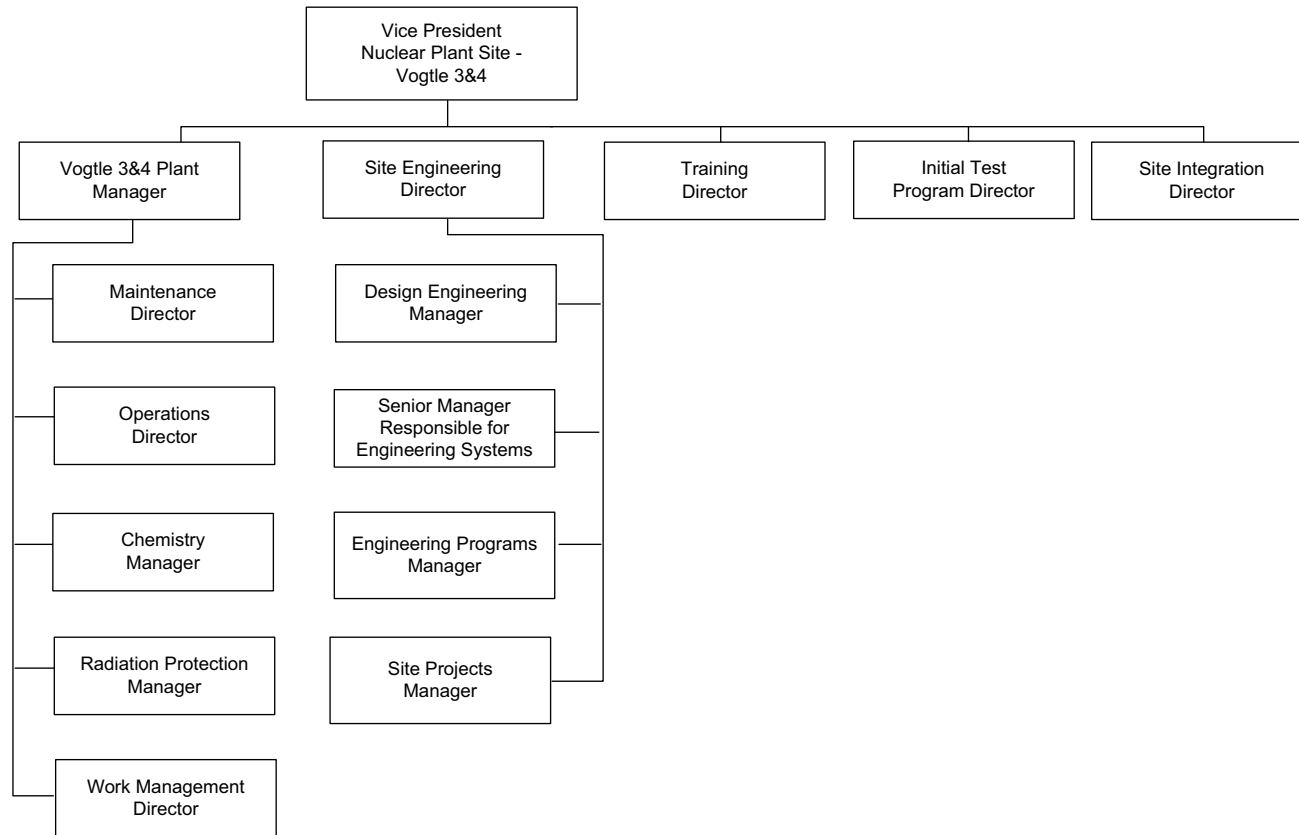 Vice President
Nuclear Plant Site -
Vogtle 3&4
Vogtle 3&4 Plant
Manager
Site Engineering
Director
Training
Director
Initial Test
Program Director
Site Integration
Director
Maintenance
Director
Design Engineering
Manager
Operations
Director
Senior Manager
Responsible for
Engineering Systems
Chemistry
Manager
Engineering Programs
Manager
Radiation Protection
Manager
Site Projects
Manager
Work Management
Director